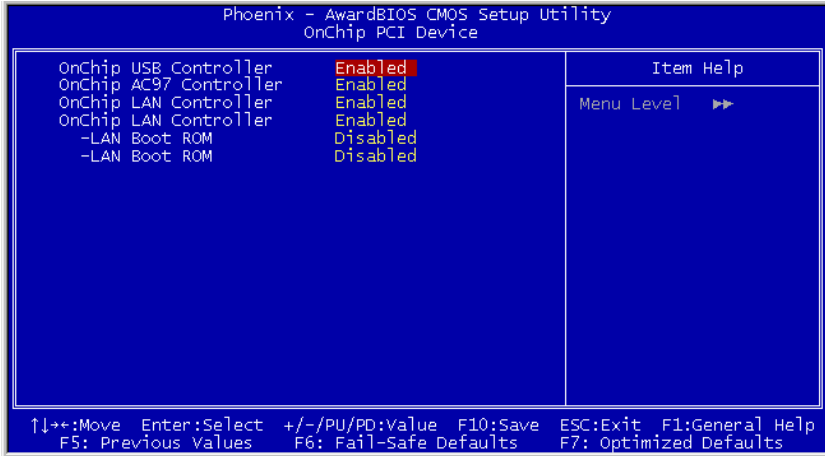 Phoenix - AwardBIOS CMOS Setup Utility
OnChip PCI Device
OnChip USB Controller Enabled
OnChip AC97 Controller Enabled
OnChip LAN Controller Enabled
OnChip LAN Controller Enabled
-LAN Boot ROM Disabled
-LAN Boot ROM Disabled
Item Help
Menu Level ►►
↑↓→←:Move Enter:Select +/-/PU/PD:Value F10:Save ESC:Exit F1:General Help
F5: Previous Values F6: Fail-Safe Defaults F7: Optimized Defaults